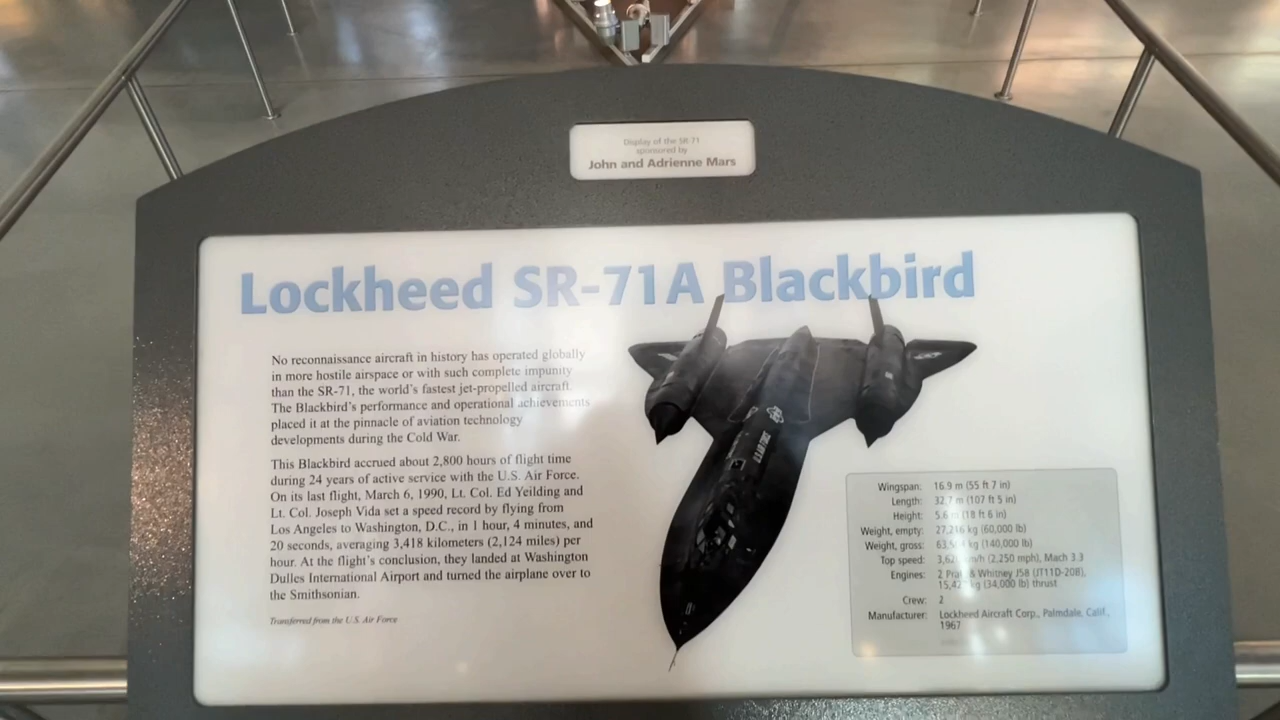 Display of the SR-71
sponsored by
John and Adrienne Mars
Lockheed SR-71A Blackbird
No reconnaissance aircraft in history has operated globally
in more hostile airspace or with such complete impunity
than the SR-71, the world's fastest jet-propelled aircraft.
The Blackbird's performance and operational achievements
placed it at the pinnacle of aviation technology
developments during the Cold War.
This Blackbird accrued about 2,800 hours of flight time
during 24 years of active service with the U.S. Air Force.
On its last flight, March 6, 1990, Lt. Col. Ed Yeilding and
Lt. Col. Joseph Vida set a speed record by flying from
Los Angeles to Washington, D.C., in 1 hour, 4 minutes, and
20 seconds, averaging 3,418 kilometers (2,124 miles) per
hour. At the flight's conclusion, they landed at Washington
Dulles International Airport and turned the airplane over to
the Smithsonian.
Transferred from the U.S. Air Force
U.S. AIR FORCE
Wingspan: 16.9 m (55 ft 7 in)
Length: 32.7 m (107 ft 5 in)
Height: 5.6 m (18 ft 6 in)
Weight, empty: 27,216 kg (60,000 lb)
Weight, gross: kg (140,000 lb)
Top speed: km/h (2,250 mph), Mach 3.3
Engines: 2 Pratt & Whitney J58 (JT11D-20B),
kg (34,000 lb) thrust
Crew: 2
Manufacturer: Lockheed Aircraft Corp., Palmdale, Calif.,
1967